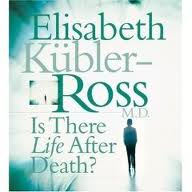 Elisabeth
Kübler–
Ross
M.D.
Is There
Life After
Death?